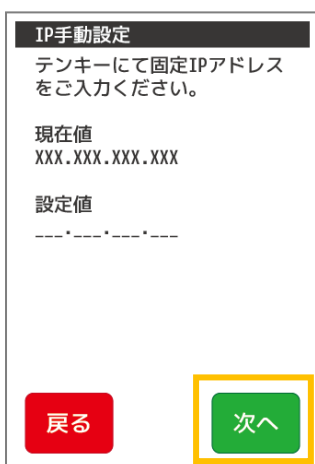 IP手動設定
テンキーにて固定IPアドレス
をご入力ください。
現在値
XXX.XXX.XXX.XXX
設定値
___.___.___.___
戻る
次へ